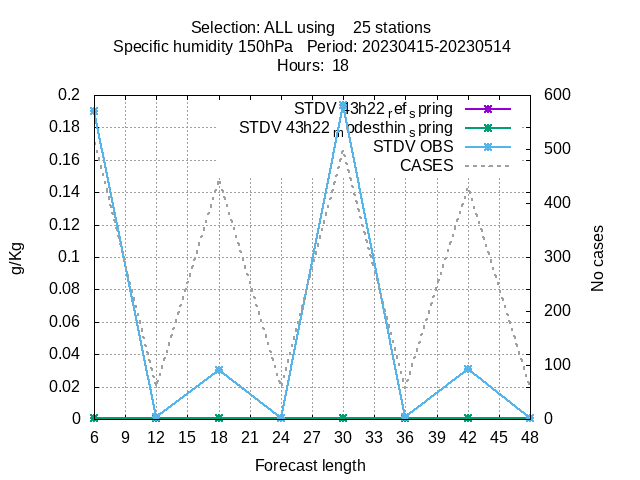 Selection: ALL using 25 stations
Specific humidity 150hPa Period: 20230415-20230514
Hours: 18
0.2
0.18
0.16
0.14
0.12
0.1
0.08
0.06
0.04
0.02
0
600
500
400
300
200
100
0
STDV 43h22_ref_spring
STDV 43h22_modesthin_spring
STDV OBS
CASES
g/Kg
No cases
6 9 12 15 18 21 24 27 30 33 36 39 42 45 48
Forecast length